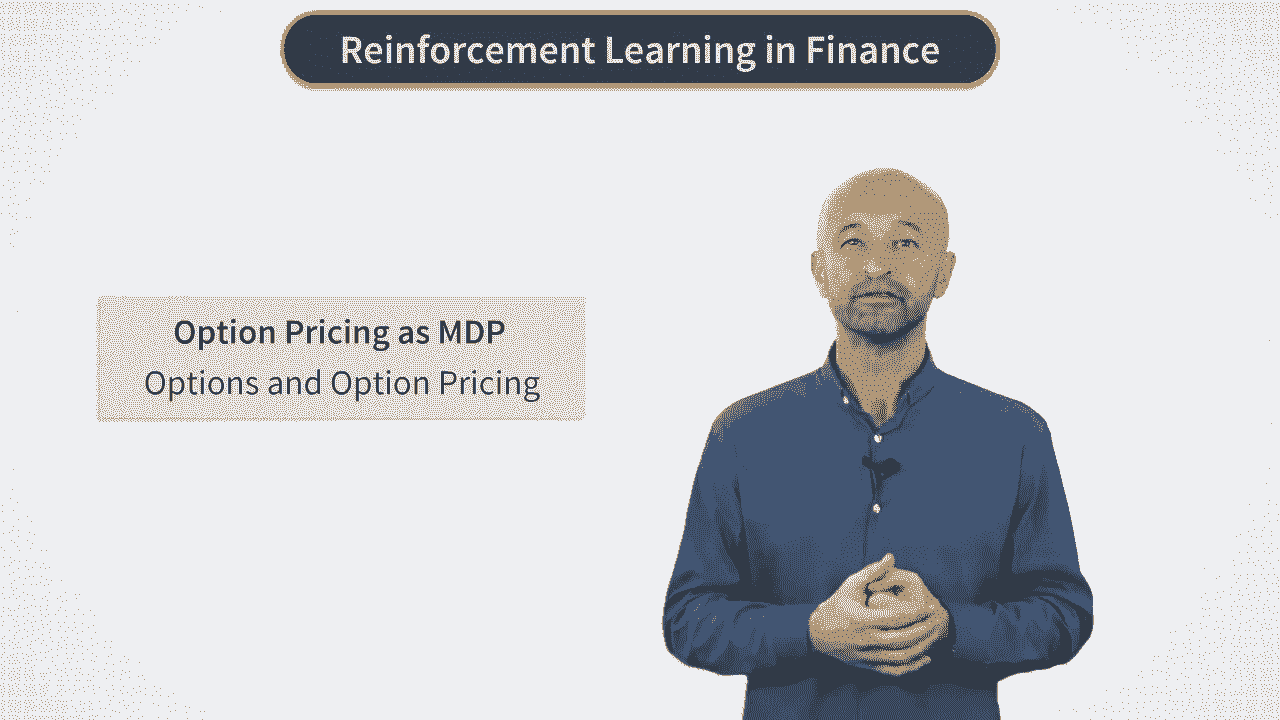 Reinforcement Learning in Finance
Option Pricing as MDP
Options and Option Pricing